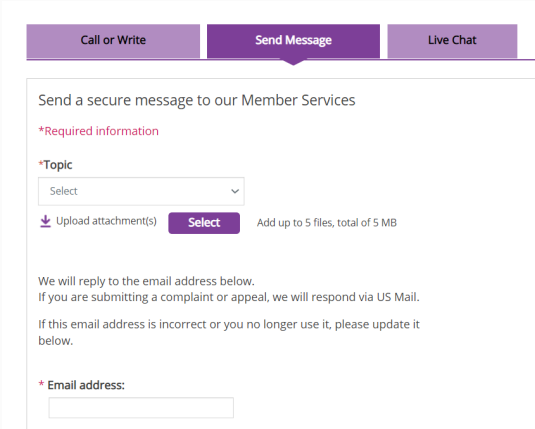 Call or Write
Send Message
Live Chat
Send a secure message to our Member Services
*Required information
*Topic
Select
Upload attachment(s)
Select
Add up to 5 files, total of 5 MB
We will reply to the email address below.
If you are submitting a complaint or appeal, we will respond via US Mail.
If this email address is incorrect or you no longer use it, please update it
below.
* Email address: